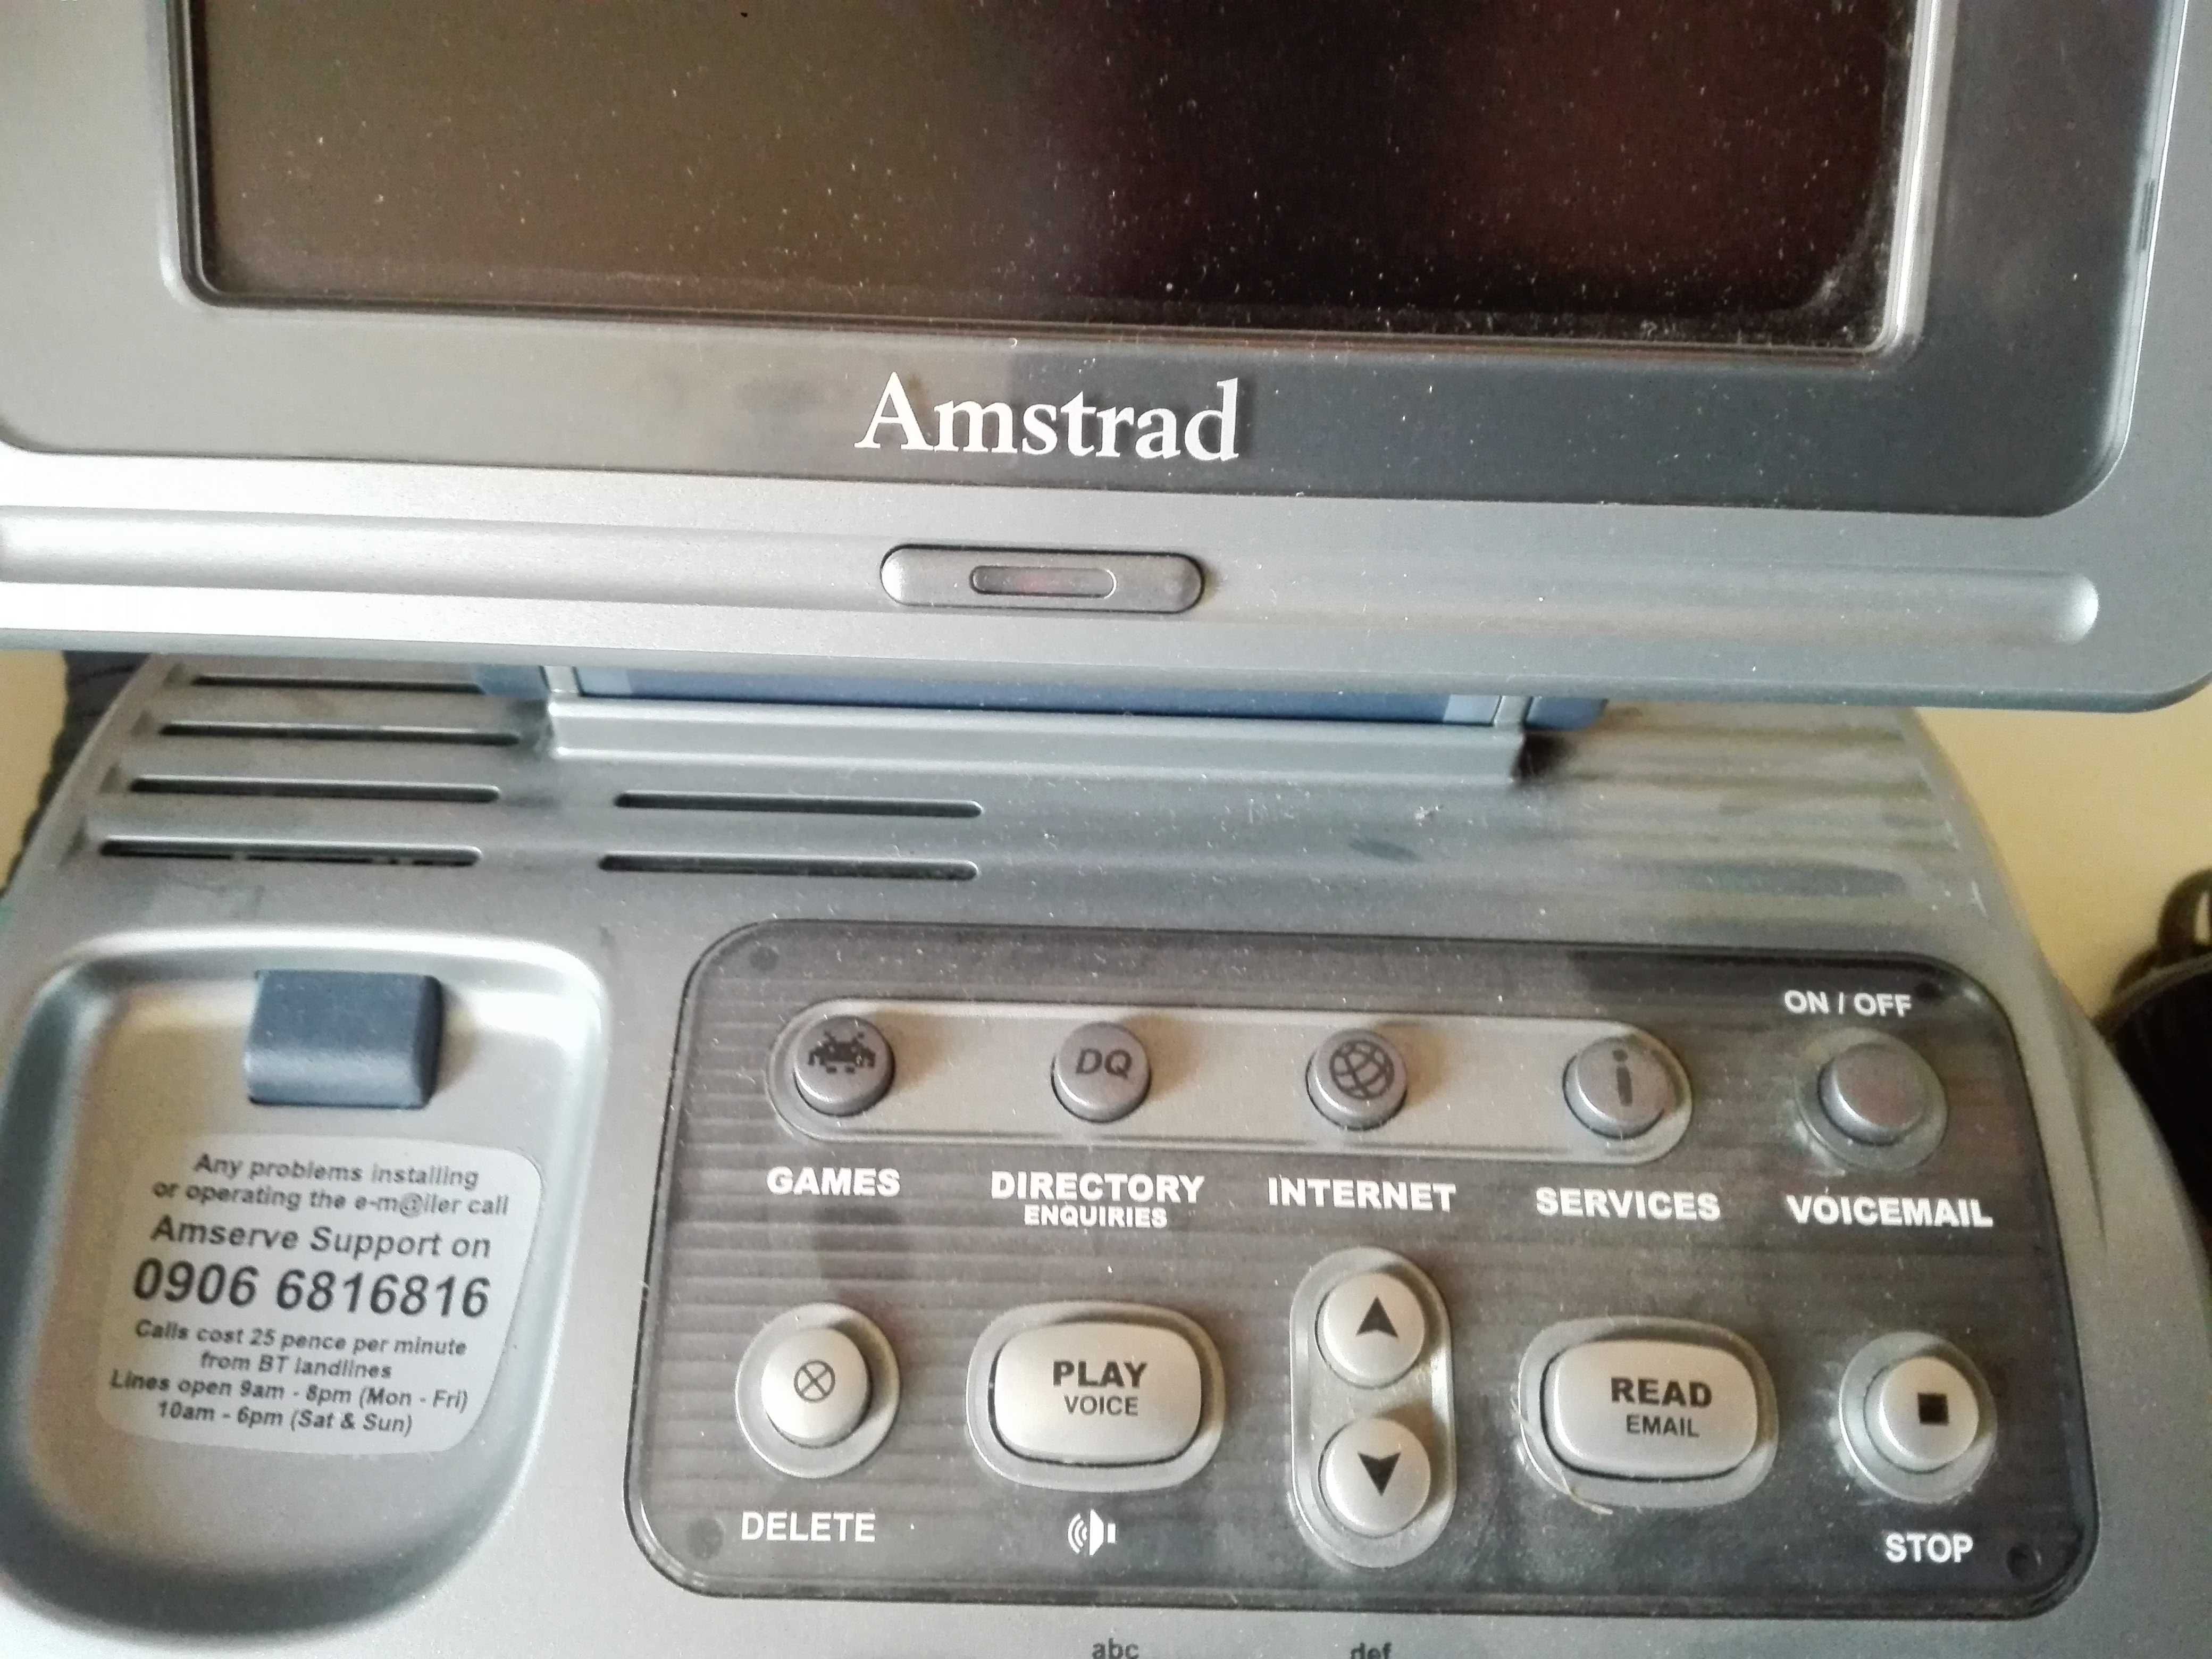 Amstrad
ON / OFF
DQ
i
GAMES
DIRECTORY
ENQUIRIES
INTERNET
SERVICES
VOICEMAIL
Any problems installing
or operating the e-m@iler call
Amserve Support on
0906 6816816
Calls cost 25 pence per minute
from BT landlines
Lines open 9am - 8pm (Mon - Fri)
10am - 6pm (Sat & Sun)
PLAY
VOICE
READ
EMAIL
DELETE
STOP
abc
def